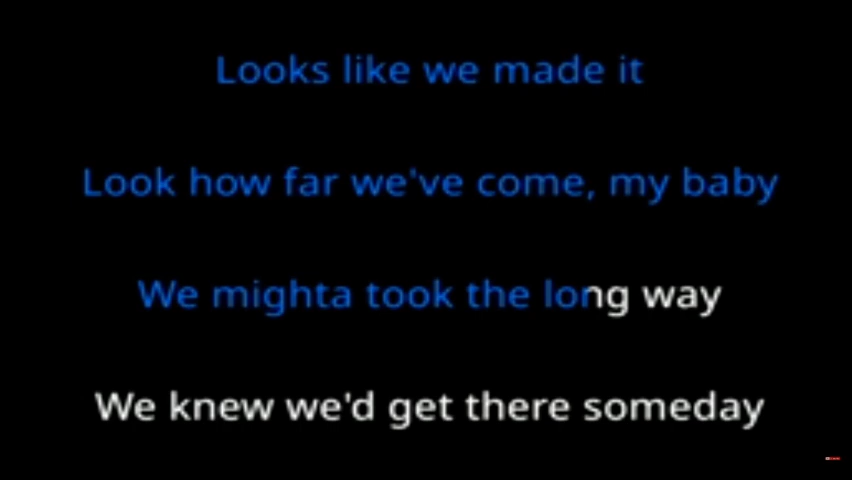 Looks like we made it
Look how far we've come, my baby
We mighta took the long way
We knew we'd get there someday